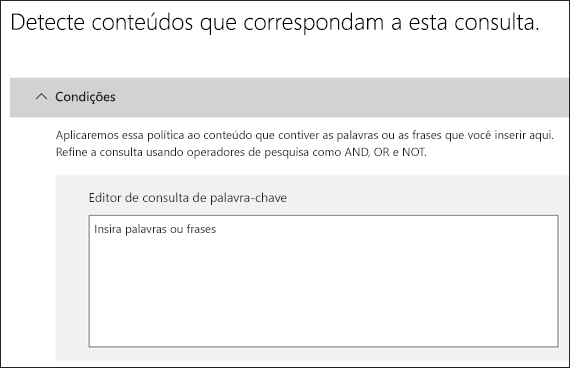 Detecte conteúdos que correspondam a esta consulta.
Condições
Aplicaremos essa política ao conteúdo que contiver as palavras ou as frases que você inserir aqui.
Refine a consulta usando operadores de pesquisa como AND, OR e NOT.
Editor de consulta de palavra-chave
Insira palavras ou frases